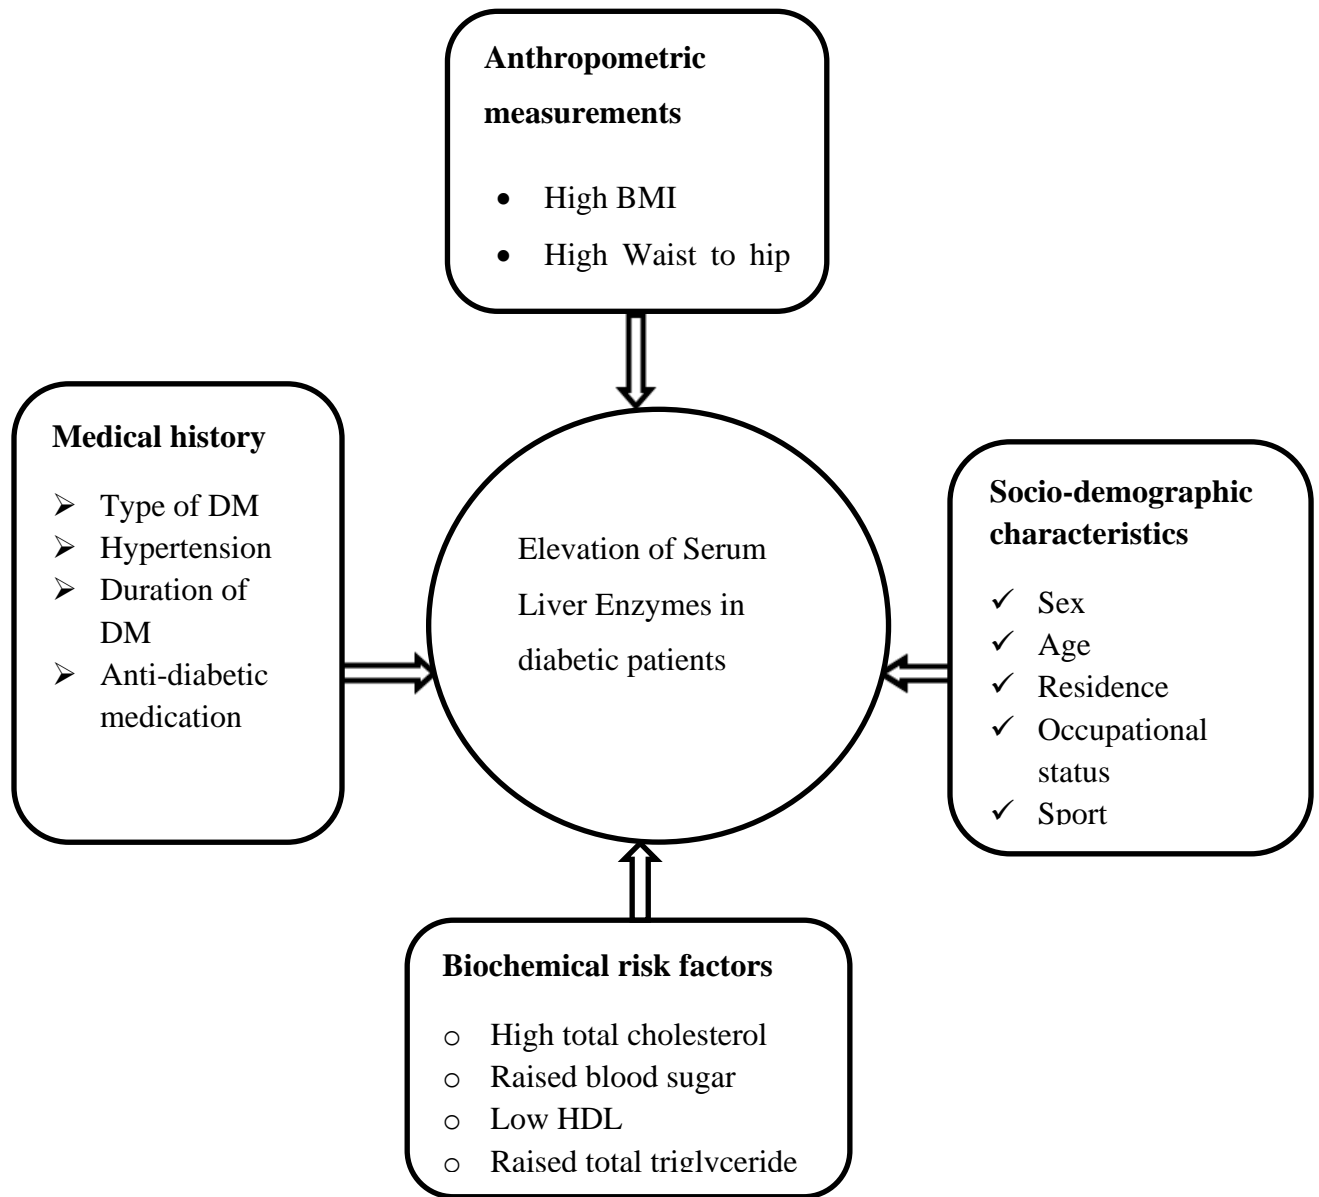 Anthropometric
measurements
• High BMI
• High Waist to hip
Medical history
➢ Type of DM
➢ Hypertension
➢ Duration of
DM
➢ Anti-diabetic
medication
Elevation of Serum
Liver Enzymes in
diabetic patients
Socio-demographic
characteristics
✓ Sex
✓ Age
✓ Residence
✓ Occupational
status
✓ Sport
Biochemical risk factors
o High total cholesterol
o Raised blood sugar
o Low HDL
o Raised total triglyceride